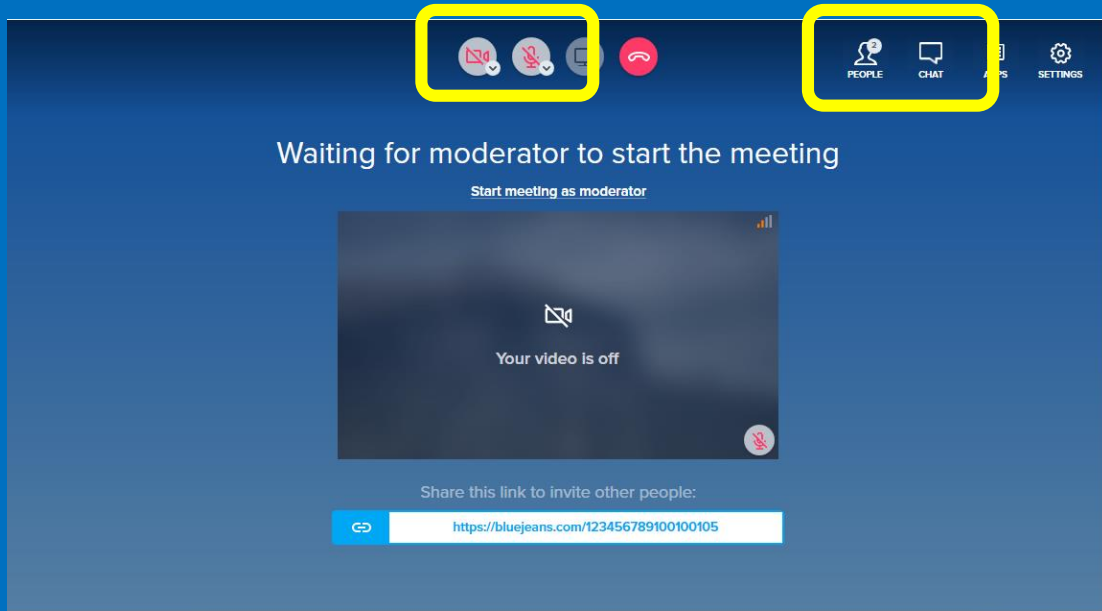 2
PEOPLE CHAT SETTINGS
Waiting for moderator to start the meeting
Start meeting as moderator
Your video is off
Share this link to invite other people:
https://bluejeans.com/123456789100100105